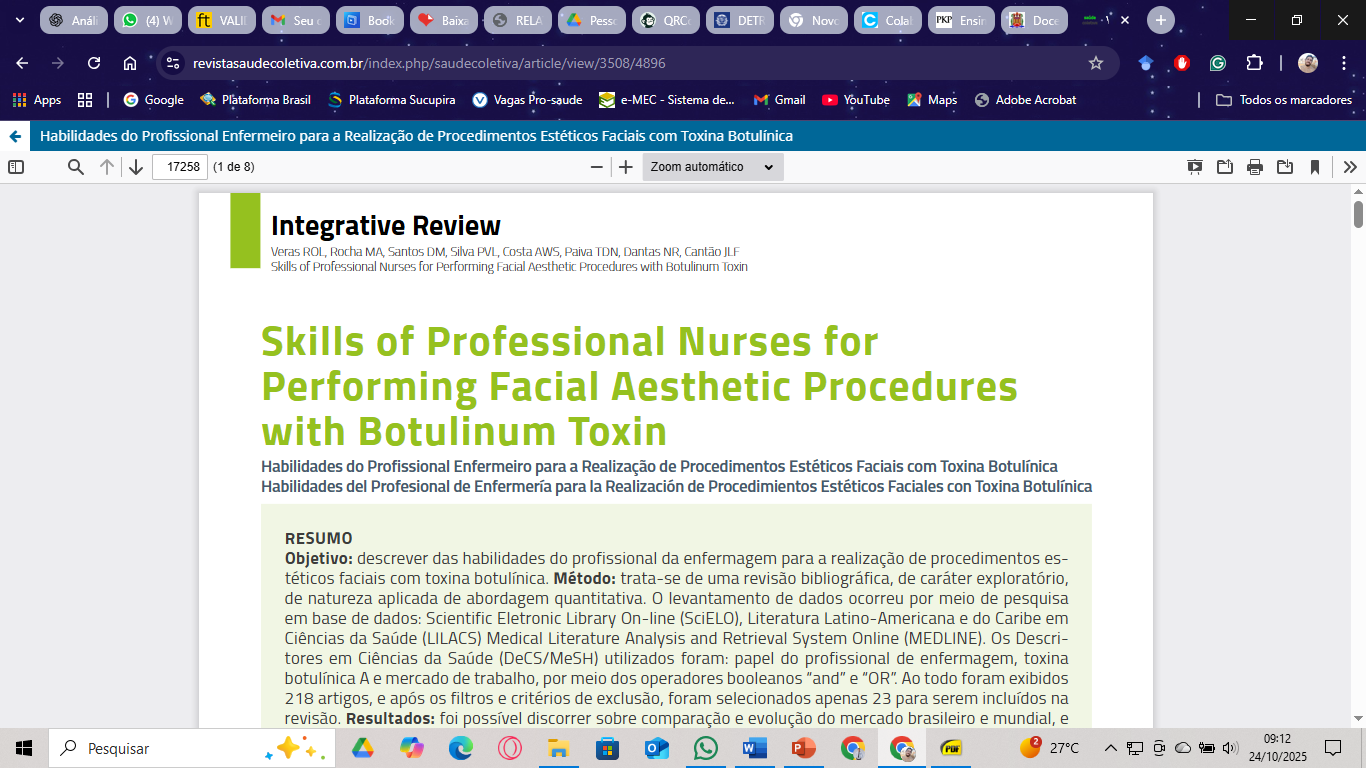 Análi
(4) W
VALI
Seu c
Book
Baixa
RELA
Pesso
QRCo
DETR
Novo
Colal
PKP Ensin
Doce
revistasaudecoletiva.com.br/index.php/saudecoletiva/article/view/3508/4896
Apps
Google
Plataforma Brasil
Plataforma Sucupira
Vagas Pro-saude
e-MEC - Sistema de...
Gmail
YouTube
Maps
Adobe Acrobat
Todos os marcadores
Habilidades do Profissional Enfermeiro para a Realização de Procedimentos Estéticos Faciais com Toxina Botulínica
17258 (1 de 8)
Zoom automático
Integrative Review
Veras ROL, Rocha MA, Santos DM, Silva PVL, Costa AWS, Paiva TDN, Dantas NR, Cantão JLF
Skills of Professional Nurses for Performing Facial Aesthetic Procedures with Botulinum Toxin
Skills of Professional Nurses for
Performing Facial Aesthetic Procedures
with Botulinum Toxin
Habilidades do Profissional Enfermeiro para a Realização de Procedimentos Estéticos Faciais com Toxina Botulínica
Habilidades del Profesional de Enfermería para la Realización de Procedimientos Estéticos Faciales con Toxina Botulínica
RESUMO
Objetivo: descrever das habilidades do profissional da enfermagem para a realização de procedimentos es-
téticos faciais com toxina botulínica. Método: trata-se de uma revisão bibliográfica, de caráter exploratório,
de natureza aplicada de abordagem quantitativa. O levantamento de dados ocorreu por meio de pesquisa
em base de dados: Scientific Eletronic Library On-line (SciELO), Literatura Latino-Americana e do Caribe em
Ciências da Saúde (LILACS) Medical Literature Analysis and Retrieval System Online (MEDLINE). Os Descri-
tores em Ciências da Saúde (DeCS/MeSH) utilizados foram: papel do profissional de enfermagem, toxina
botulínica A e mercado de trabalho, por meio dos operadores booleanos “and” e “OR”. Ao todo foram exibidos
218 artigos, e após os filtros e critérios de exclusão, foram selecionados apenas 23 para serem incluídos na
revisão. Resultados: foi possível discorrer sobre comparação e evolução do mercado brasileiro e mundial, e
Pesquisar
2
27°C
09:12
24/10/2025